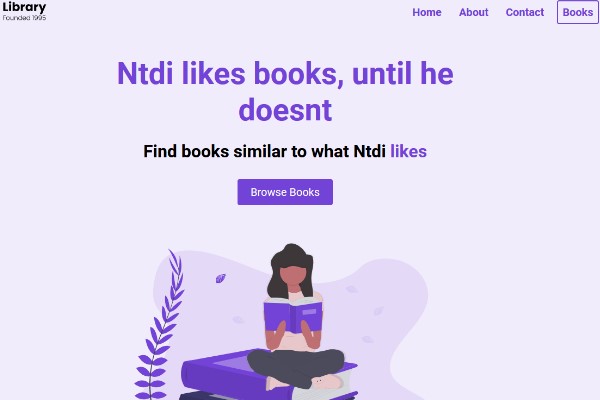 Library
Founded 1995
Home About Contact Books
Ntdi likes books, until he
doesnt
Find books similar to what Ntdi likes
Browse Books